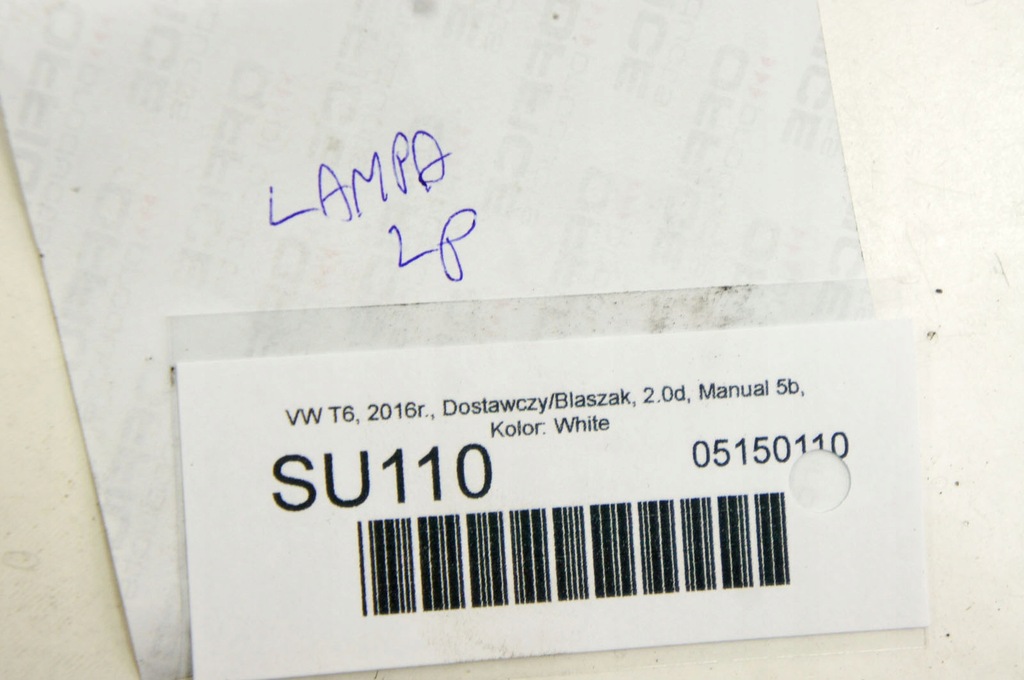 LAMPA
LP
VW T6, 2016r., Dostawczy/Blaszak, 2.0d, Manual 5b,
Kolor: White
SU110
05150110